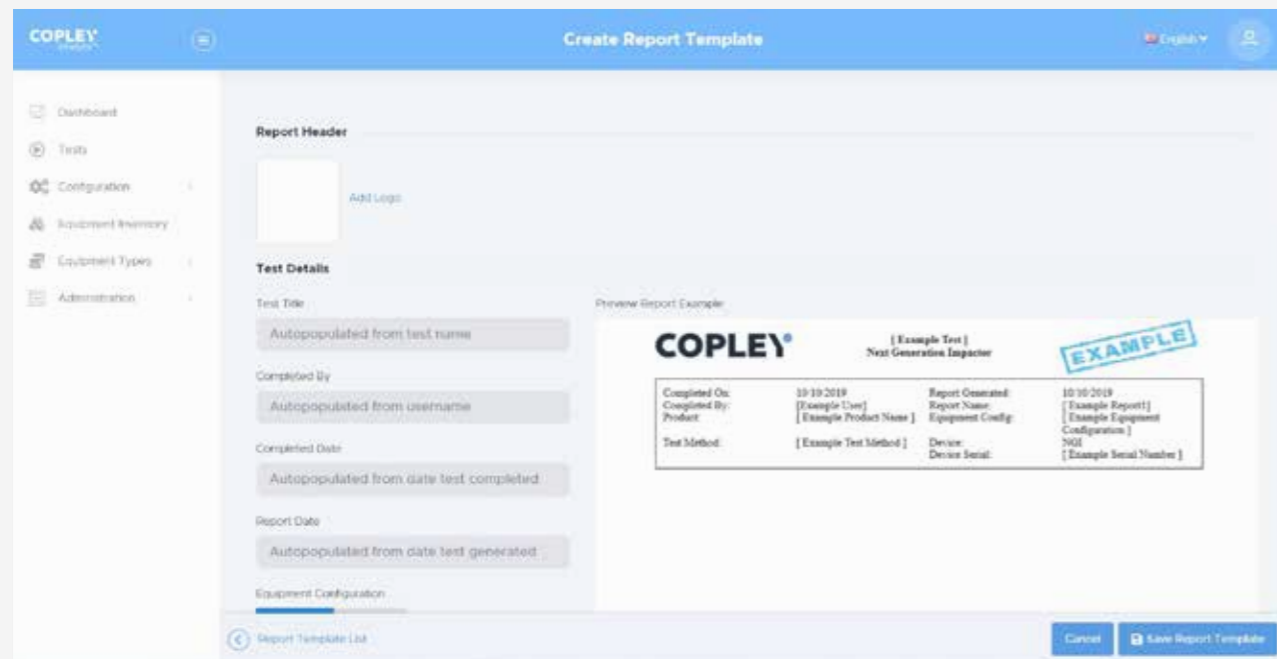 COPLEY
Create Report Template
English
Dashboard
Tests
Configuration
Equipment Inventory
Equipment Types
Administration
Report Header
Add Logo
Test Details
Test Title
Autopopulated from test name
Completed By
Autopopulated from username
Completed Date
Autopopulated from date test completed
Report Date
Autopopulated from date test generated
Equipment Configuration
Preview Report Example
COPLEY
[ Example Test ]
Next Generation Impactor
EXAMPLE
Completed On: 10/10/2019 Report Generated: 10/10/2019
Completed By: [Example User] Report Name: [ Example Report1]
Product: [ Example Product Name ] Equipment Config: [ Example Equipment
Configuration ]
Test Method: [ Example Test Method ] Device: NGI
Device Serial: [ Example Serial Number ]
Report Template List
Cancel
Save Report Template